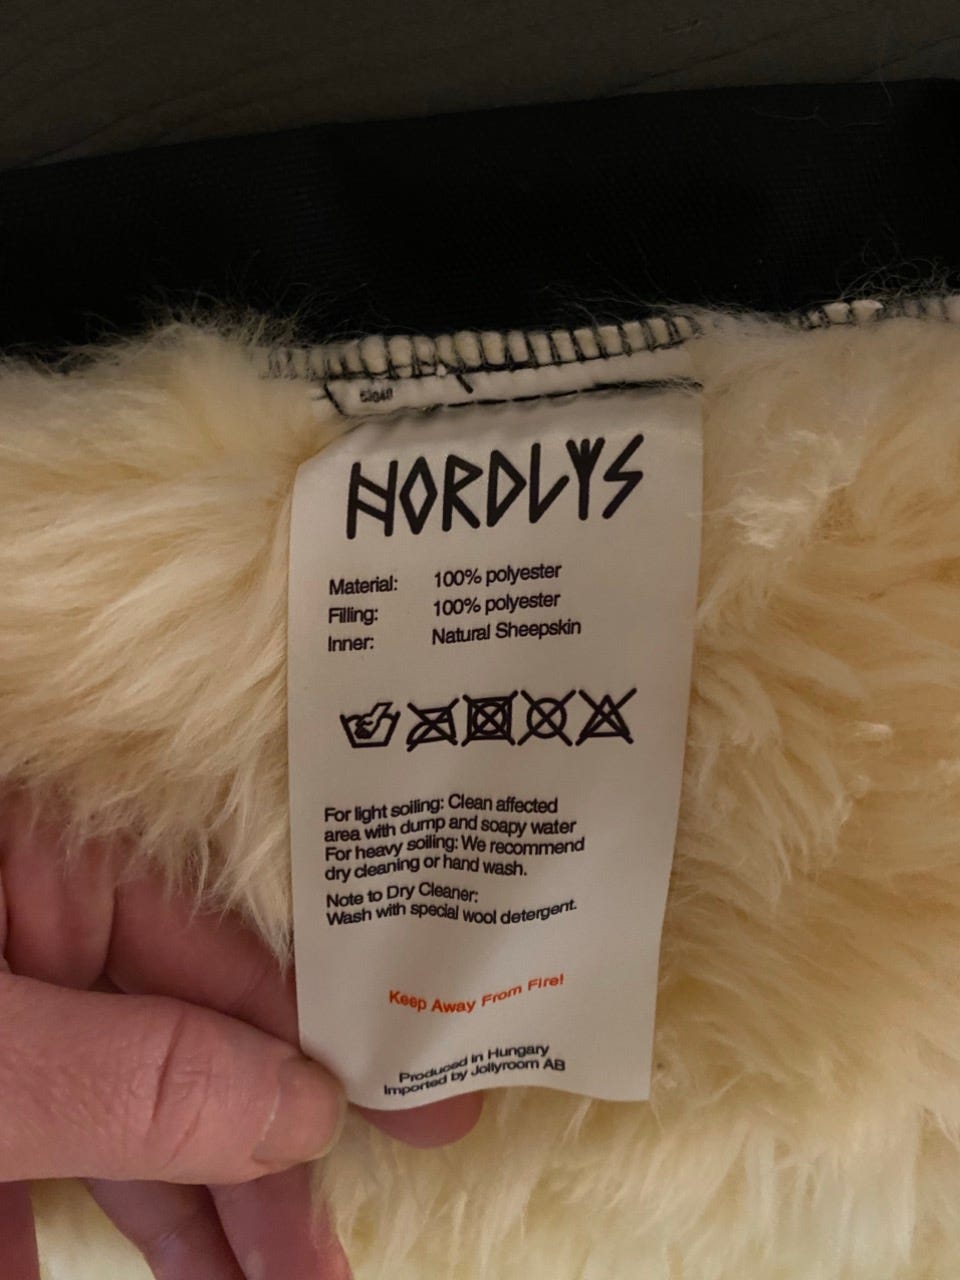 NORDLYS
Material: 100% polyester
Filling: 100% polyester
Inner: Natural Sheepskin
For light soiling: Clean affected
area with dump and soapy water
For heavy soiling: We recommend
dry cleaning or hand wash.
Note to Dry Cleaner:
Wash with special wool detergent.
Keep Away From Fire!
Produced in Hungary
Imported by Jollyroom AB